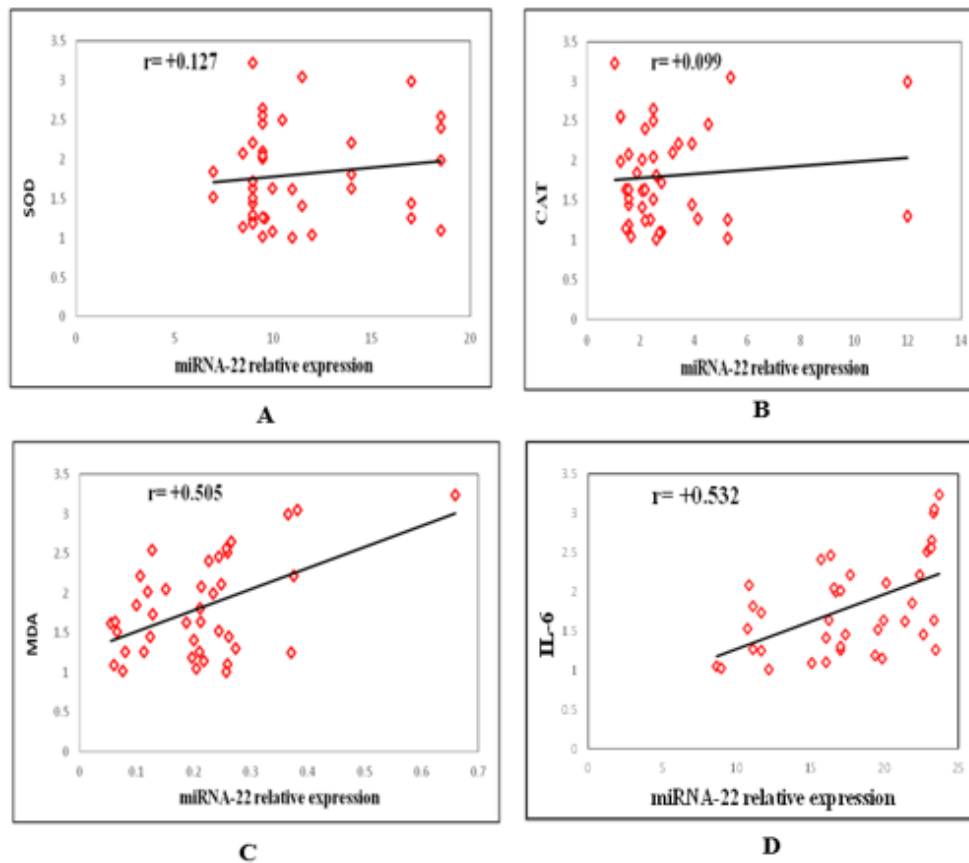 r= +0.127
3.5
3
2.5
2
1.5
1
0.5
0
SOD
0 5 10 15 20
miRNA-22 relative expression
A
r= +0.099
3.5
3
2.5
2
1.5
1
0.5
0
CAT
0 2 4 6 8 10 12 14
miRNA-22 relative expression
B
r= +0.505
3.5
3
2.5
2
1.5
1
0.5
0
MDA
0 0.1 0.2 0.3 0.4 0.5 0.6 0.7
miRNA-22 relative expression
C
r= +0.532
3.5
3
2.5
2
1.5
1
0.5
0
IL-6
0 5 10 15 20 25
miRNA-22 relative expression
D